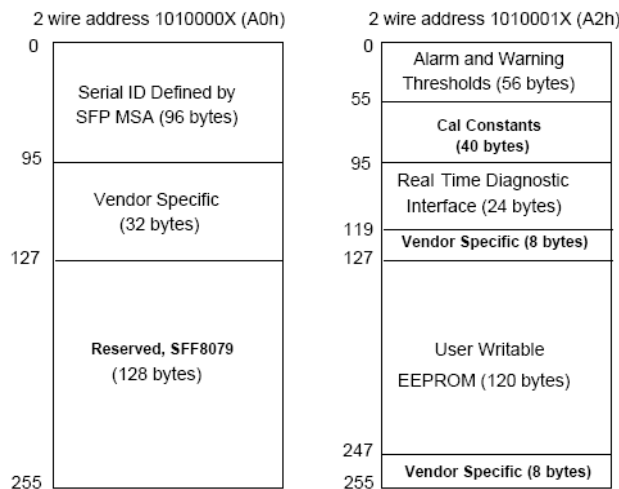 2 wire address 1010000X (A0h)
0
Serial ID Defined by
SFP MSA (96 bytes)
95
Vendor Specific
(32 bytes)
127
Reserved, SFF8079
(128 bytes)
255
2 wire address 1010001X (A2h)
0
Alarm and Warning
Thresholds (56 bytes)
55
Cal Constants
(40 bytes)
95
Real Time Diagnostic
Interface (24 bytes)
119
Vendor Specific (8 bytes)
127
User Writable
EEPROM (120 bytes)
247
Vendor Specific (8 bytes)
255